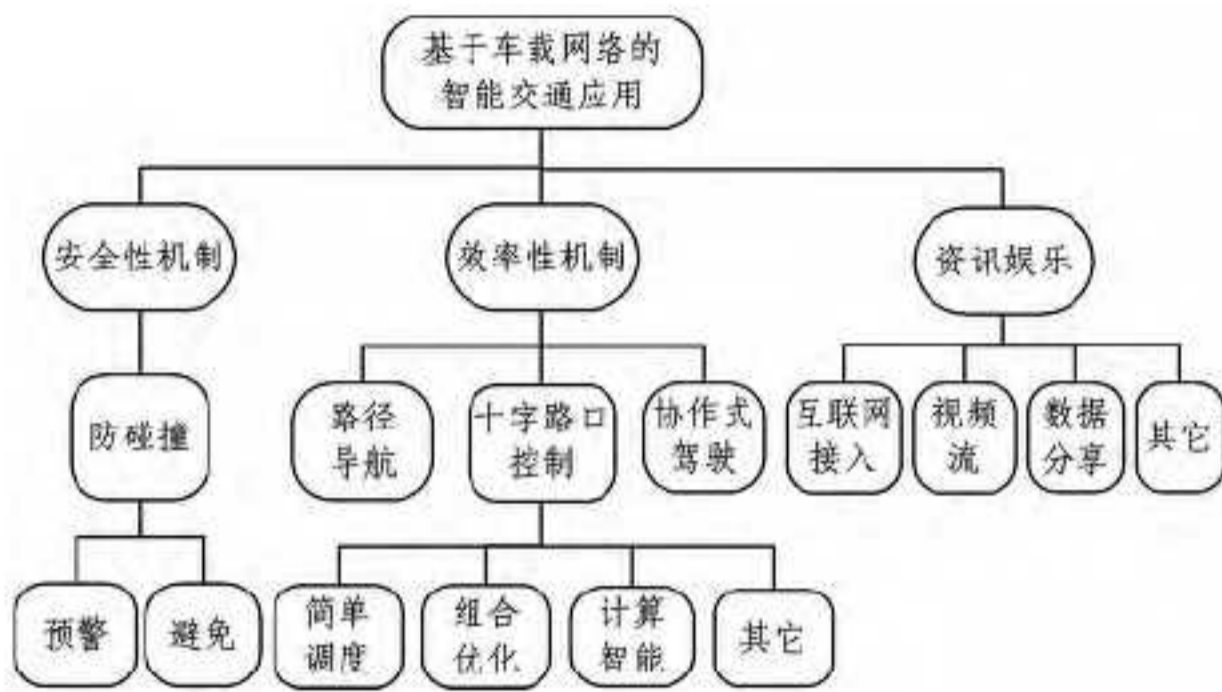 基于车载网络的
智能交通应用
安全性机制
效率性机制
资讯娱乐
防碰撞
路径
导航
十字路口
控制
协作式
驾驶
互联网
接入
视频
流
数据
分享
其它
预警
避免
简单
调度
组合
优化
计算
智能
其它